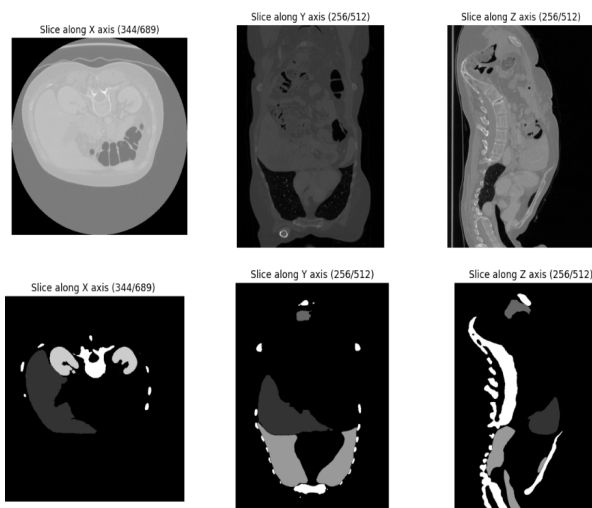 Slice along X axis (344/689)
Slice along Y axis (256/512)
Slice along Z axis (256/512)
Slice along X axis (344/689)
Slice along Y axis (256/512)
Slice along Z axis (256/512)